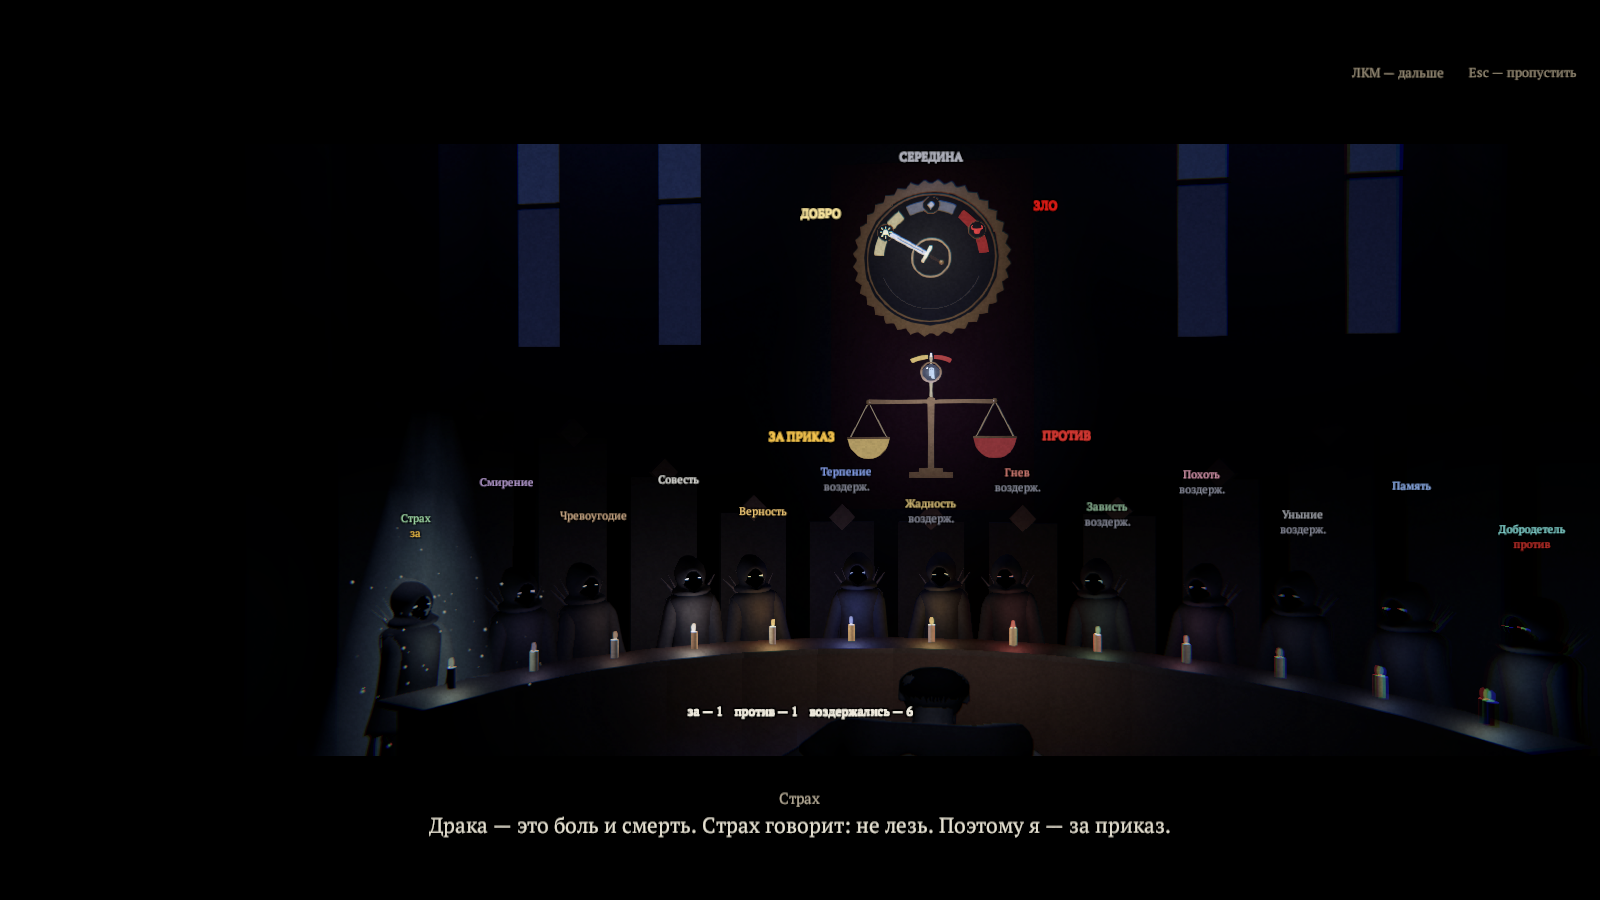 ЛКМ — дальше    Esc — пропустить
СЕРЕДИНА
ДОБРО
ЗЛО
ЗА ПРИКАЗ
ПРОТИВ
Страх
за
Смирение
Чревоугодие
Совесть
Верность
Терпение
воздерж.
Жадность
воздерж.
Гнев
воздерж.
Зависть
воздерж.
Похоть
воздерж.
Уныние
воздерж.
Память
Добродетель
против
за — 1   против — 1   воздержались — 6
Страх
Драка — это боль и смерть. Страх говорит: не лезь. Поэтому я — за приказ.